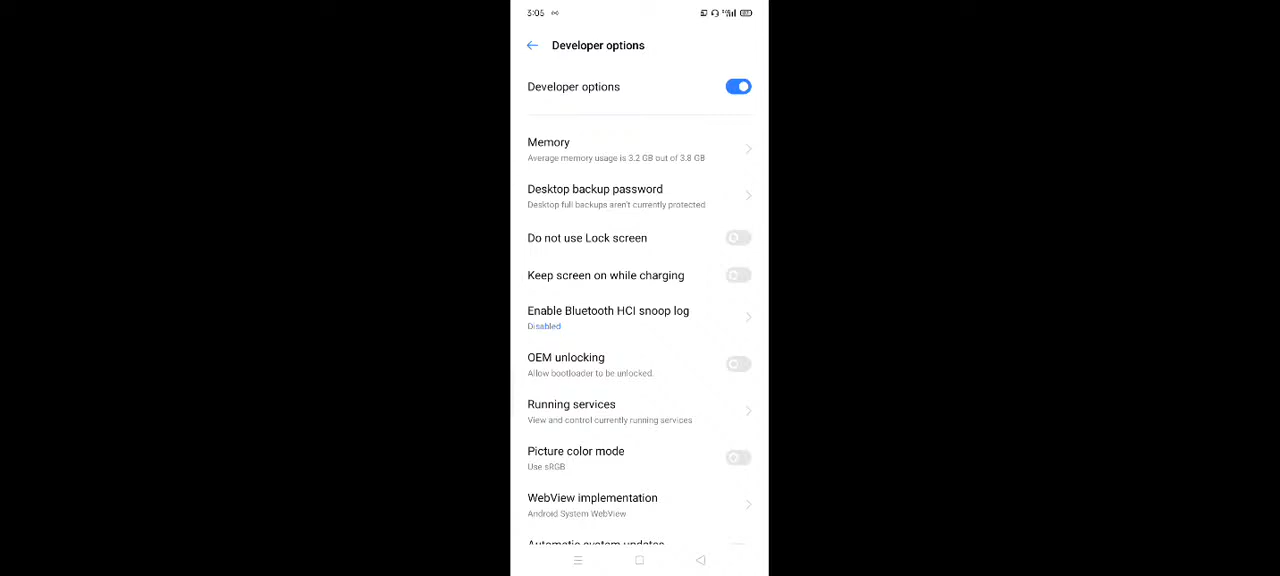 3:05
Developer options
Developer options
Memory
Average memory usage is 3.2 GB out of 3.8 GB
Desktop backup password
Desktop full backups aren't currently protected
Do not use Lock screen
Keep screen on while charging
Enable Bluetooth HCI snoop log
Disabled
OEM unlocking
Allow bootloader to be unlocked.
Running services
View and control currently running services
Picture color mode
Use sRGB
WebView implementation
Android System WebView
Automatic system updates